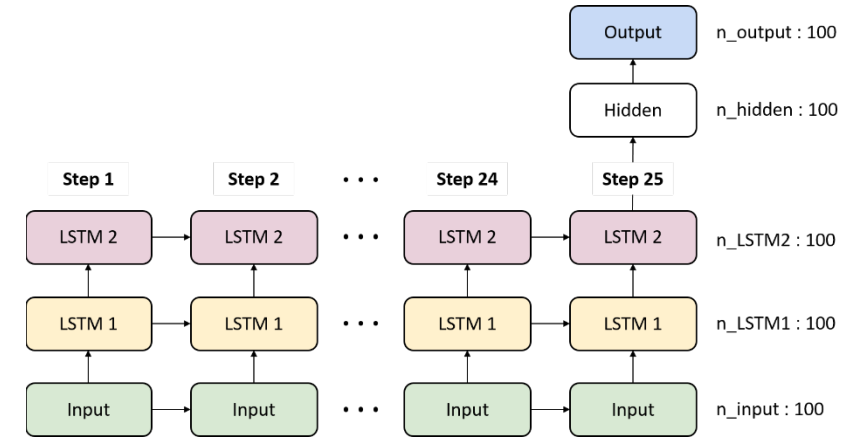 Output n_output : 100
Hidden n_hidden : 100
Step 1 Step 2 • • • Step 24 Step 25
LSTM 2 LSTM 2 • • • LSTM 2 LSTM 2 n_LSTM2 : 100
LSTM 1 LSTM 1 • • • LSTM 1 LSTM 1 n_LSTM1 : 100
Input Input • • • Input Input n_input : 100